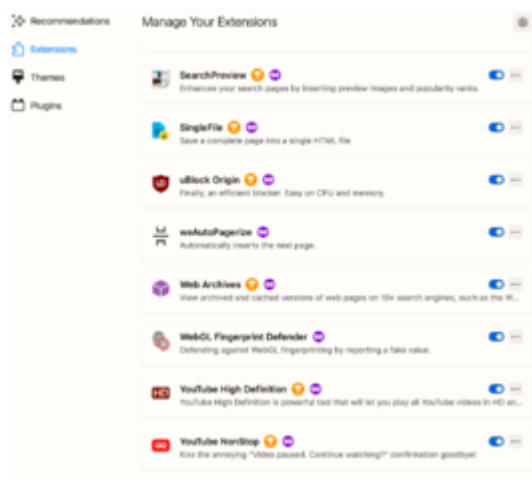 Recommendations
Manage Your Extensions
Extensions
Themes
Plugins
SearchPreview
Enhances your search pages by inserting preview images and popularity ranks.
SingleFile
Save a complete page into a single HTML file
uBlock Origin
Finally, an efficient blocker. Easy on CPU and memory.
weAutoPagerize
Automatically inserts the next page.
Web Archives
View archived and cached versions of web pages on 10+ search engines, such as the W...
WebGL Fingerprint Defender
Defending against WebGL fingerprinting by reporting a fake value.
HD
YouTube High Definition
YouTube High Definition is powerful tool that will let you play all YouTube videos in HD an...
GO
YouTube NonStop
Kiss the annoying "Video paused. Continue watching?" confirmation goodbye!